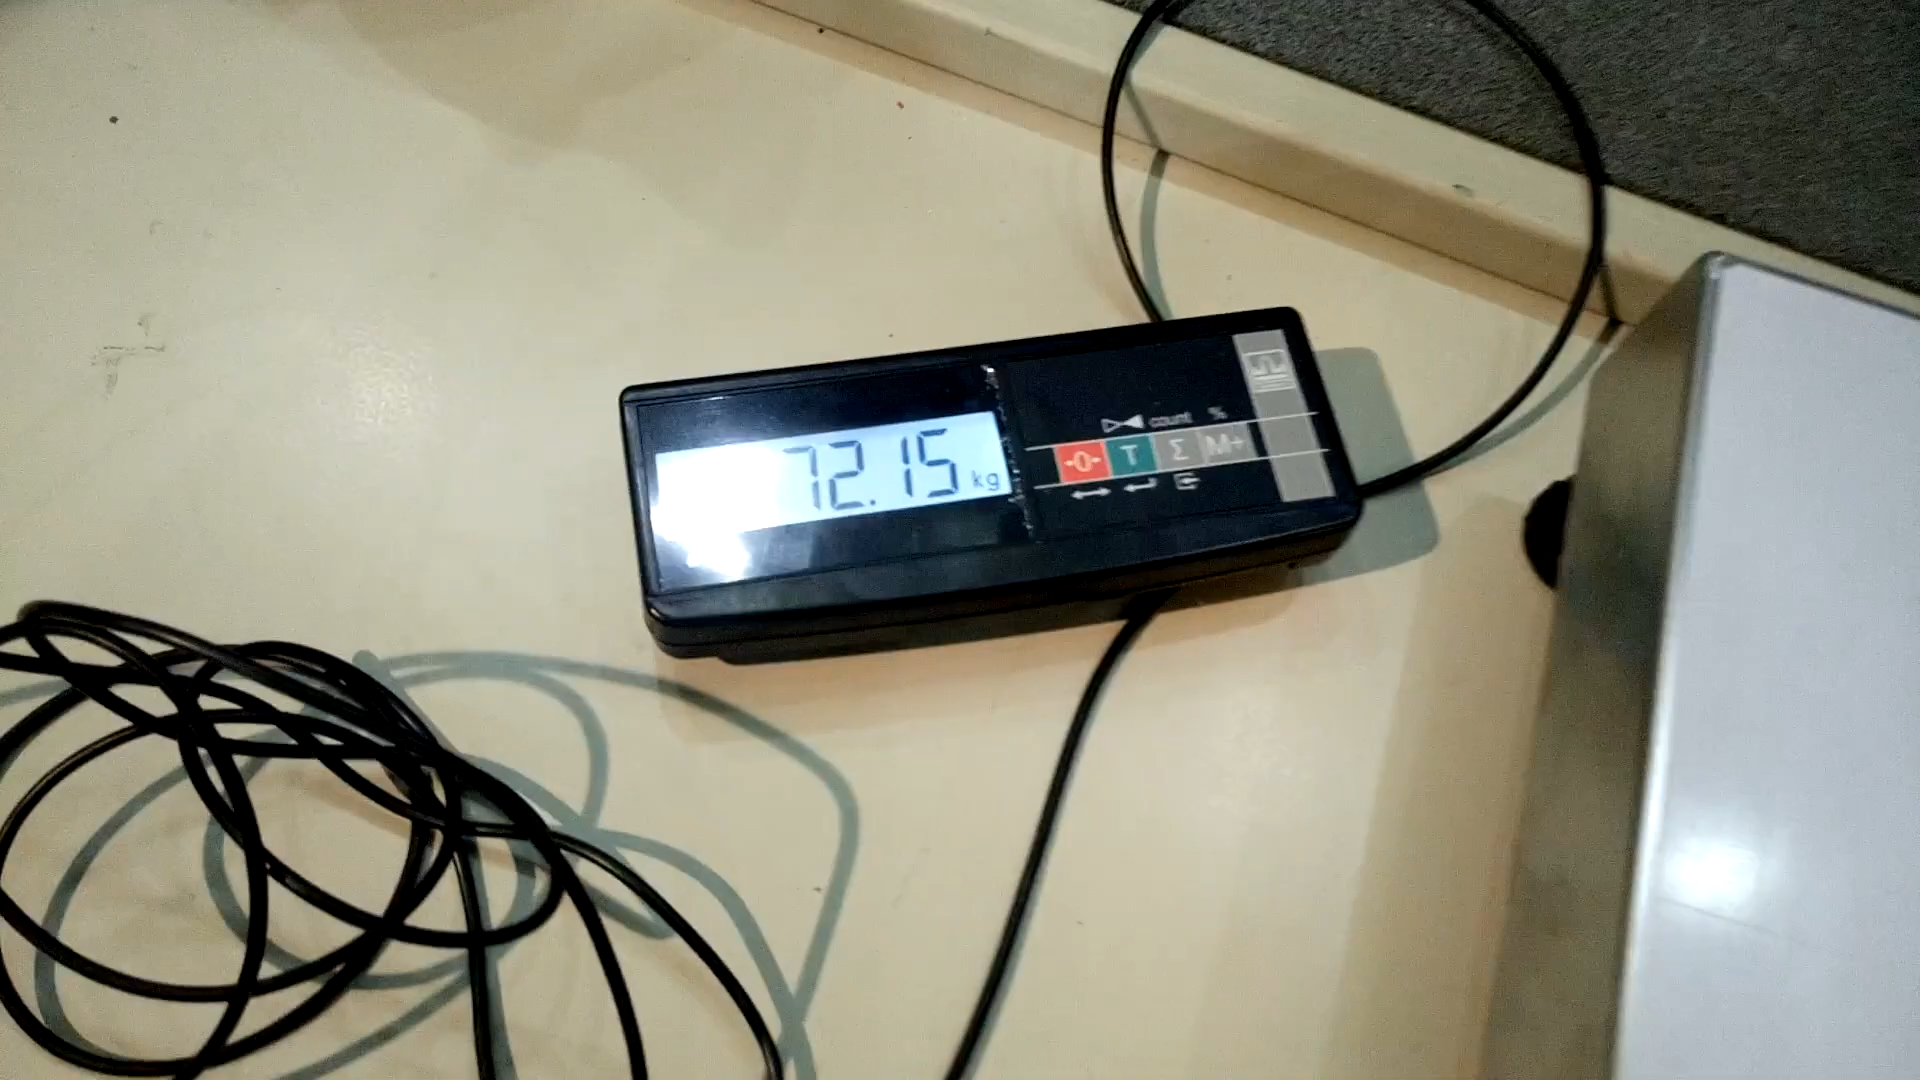 72.15 kg
count %
→0← T Σ M+